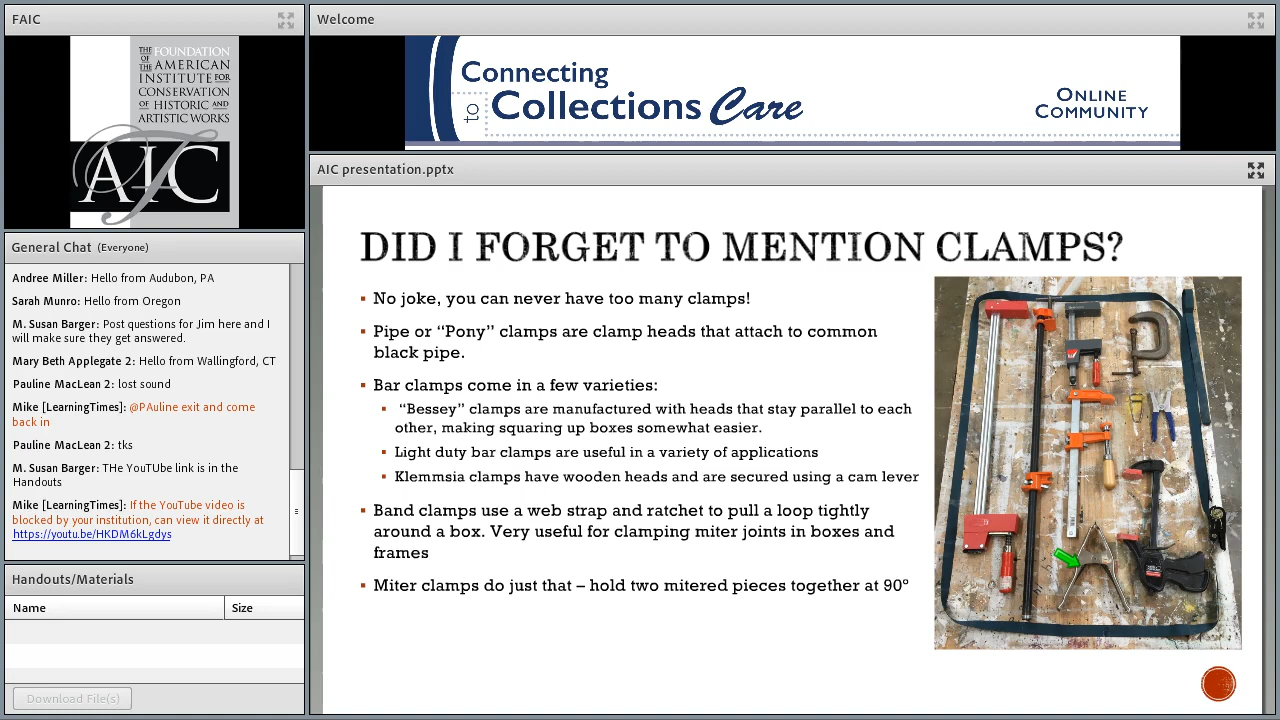 FAIC
THE FOUNDATION
OF THE AMERICAN
INSTITUTE FOR
CONSERVATION
OF HISTORIC AND
ARTISTIC WORKS
AIC
Welcome
Connecting
to Collections Care
ONLINE
COMMUNITY
General Chat (Everyone)
Andree Miller: Hello from Audubon, PA
Sarah Munro: Hello from Oregon
M. Susan Barger: Post questions for Jim here and I
will make sure they get answered.
Mary Beth Applegate 2: Hello from Wallingford, CT
Pauline MacLean 2: lost sound
Mike [LearningTimes]: @PAuline exit and come
back in
Pauline MacLean 2: tks
M. Susan Barger: THe YouTUbe link is in the
Handouts
Mike [LearningTimes]: If the YouTube video is
blocked by your institution, can view it directly at
https://youtu.be/HKDM6kLgdys
Handouts/Materials
Name Size
Download File(s)
AIC presentation.pptx
DID I FORGET TO MENTION CLAMPS?
▪ No joke, you can never have too many clamps!
▪ Pipe or “Pony” clamps are clamp heads that attach to common
black pipe.
▪ Bar clamps come in a few varieties:
▪ “Bessey” clamps are manufactured with heads that stay parallel to each
other, making squaring up boxes somewhat easier.
▪ Light duty bar clamps are useful in a variety of applications
▪ Klemmsia clamps have wooden heads and are secured using a cam lever
▪ Band clamps use a web strap and ratchet to pull a loop tightly
around a box. Very useful for clamping miter joints in boxes and
frames
▪ Miter clamps do just that – hold two mitered pieces together at 90º